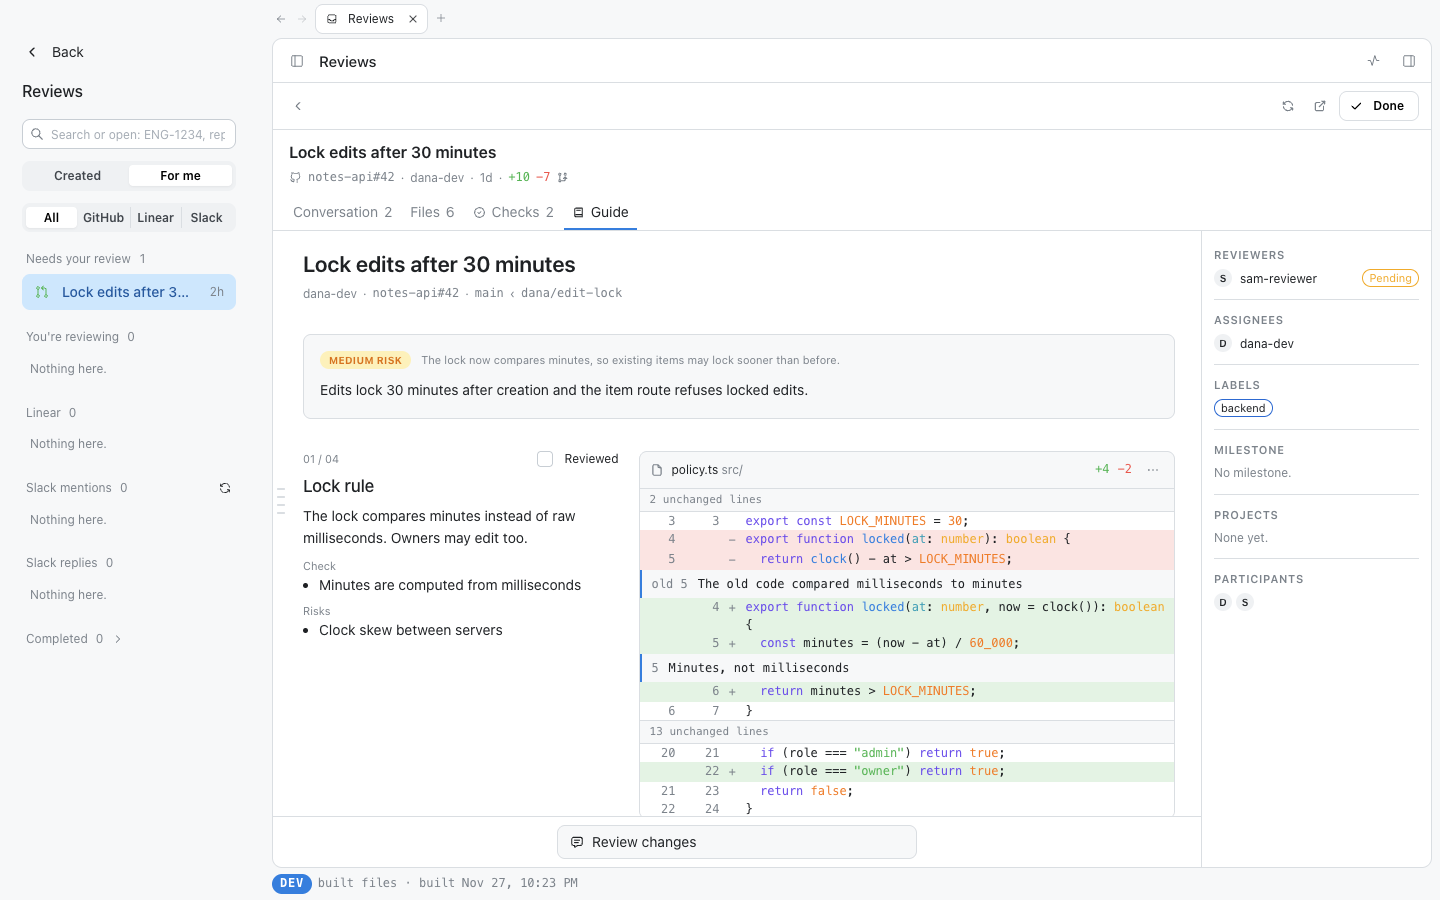 Reviews
Back
Reviews
Search or open: ENG-1234, rep
Created
For me
All
GitHub
Linear
Slack
Needs your review 1
Lock edits after 3... 2h
You're reviewing 0
Nothing here.
Linear 0
Nothing here.
Slack mentions 0
Nothing here.
Slack replies 0
Nothing here.
Completed 0
Reviews
Done
Lock edits after 30 minutes
notes-api#42 · dana-dev · 1d · +10 −7
Conversation 2
Files 6
Checks 2
Guide
Lock edits after 30 minutes
dana-dev · notes-api#42 · main ‹ dana/edit-lock
MEDIUM RISK The lock now compares minutes, so existing items may lock sooner than before.
Edits lock 30 minutes after creation and the item route refuses locked edits.
01 / 04
Reviewed
Lock rule
The lock compares minutes instead of raw
milliseconds. Owners may edit too.
Check
• Minutes are computed from milliseconds
Risks
• Clock skew between servers
policy.ts src/ +4 −2 ···
2 unchanged lines
3 3 export const LOCK_MINUTES = 30;
4 − export function locked(at: number): boolean {
5 − return clock() − at > LOCK_MINUTES;
old 5 The old code compared milliseconds to minutes
4 + export function locked(at: number, now = clock()): boolean
{
5 + const minutes = (now − at) / 60_000;
5 Minutes, not milliseconds
6 + return minutes > LOCK_MINUTES;
6 7 }
13 unchanged lines
20 21 if (role === "admin") return true;
22 + if (role === "owner") return true;
21 23 return false;
22 24 }
Review changes
REVIEWERS
S sam-reviewer Pending
ASSIGNEES
D dana-dev
LABELS
backend
MILESTONE
No milestone.
PROJECTS
None yet.
PARTICIPANTS
D S
DEV built files · built Nov 27, 10:23 PM